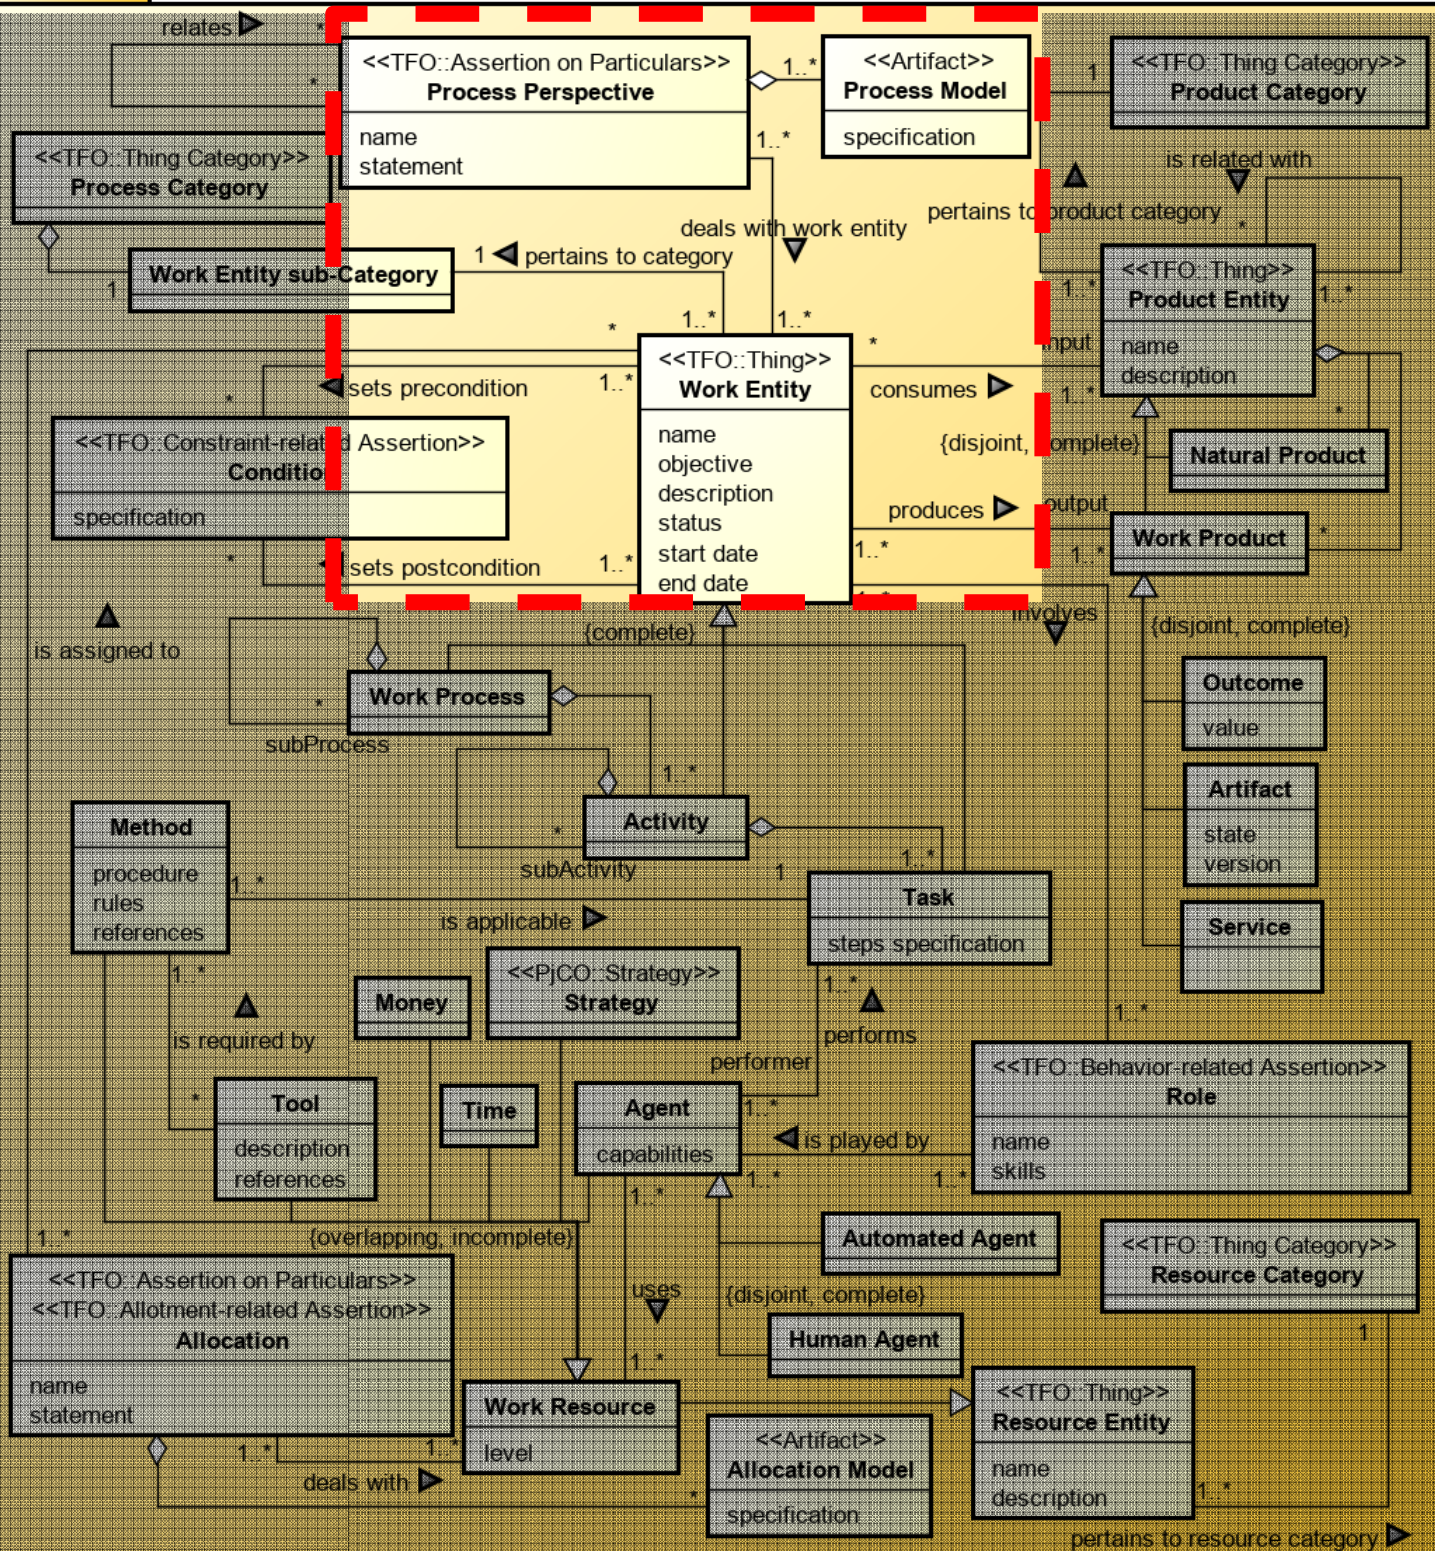 relates
*
*
<<TFO::Assertion on Particulars>>
Process Perspective
name
statement
1..*
<<Artifact>>
Process Model
specification
1
<<TFO::Thing Category>>
Product Category
1..*
<<TFO::Thing Category>>
Process Category
is related with
pertains to product category
*
deals with work entity
1
Work Entity sub-Category
1
pertains to category
<<TFO::Thing>>
Product Entity
name
description
1..*
1..*
1..*
1..*
*
*
input
<<TFO::Thing>>
Work Entity
name
objective
description
status
start date
end date
sets precondition
1..*
consumes
1..*
*
*
<<TFO::Constraint-related Assertion>>
Condition
specification
{disjoint, complete}
Natural Product
produces
output
Work Product
*
1..*
1..*
*
sets postcondition
1..*
1..*
involves
is assigned to
{complete}
{disjoint, complete}
Work Process
*
subProcess
Outcome
value
1..*
Artifact
state
version
Activity
*
subActivity
Method
procedure
rules
references
1..*
1..*
1
Task
steps specification
is applicable
Service
1..*
<<PjCO::Strategy>>
Strategy
Money
1..*
performs
1..*
is required by
performer
<<TFO::Behavior-related Assertion>>
Role
name
skills
*
Tool
description
references
Time
Agent
capabilities
1..*
is played by
1..*
1..*
1..*
Automated Agent
<<TFO::Thing Category>>
Resource Category
1..*
{overlapping, incomplete}
<<TFO::Assertion on Particulars>>
<<TFO::Allotment-related Assertion>>
Allocation
name
statement
uses
{disjoint, complete}
Human Agent
1
1..*
Work Resource
level
<<TFO::Thing>>
Resource Entity
name
description
1..*
1..*
1..*
deals with
*
<<Artifact>>
Allocation Model
specification
pertains to resource category